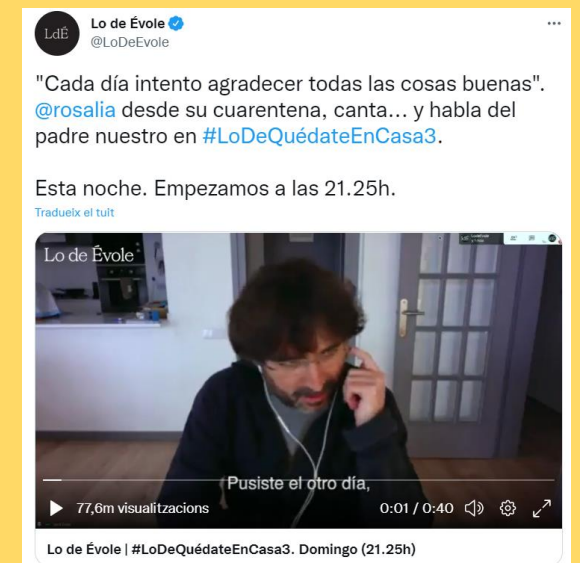 LdÉ
Lo de Évole
@LoDeEvole
"Cada día intento agradecer todas las cosas buenas".
@rosalia desde su cuarentena, canta... y habla del
padre nuestro en #LoDeQuédateEnCasa3.
Esta noche. Empezamos a las 21.25h.
Tradueix el tuit
Lo de Évole
Pusiste el otro día,
77,6m visualitzacions
0:01 / 0:40
Lo de Évole | #LoDeQuédateEnCasa3. Domingo (21.25h)